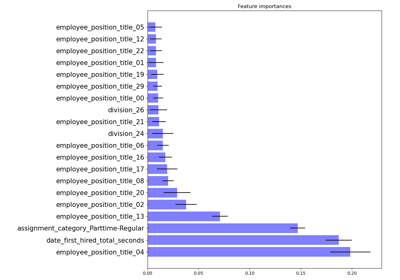 Feature importances
employee_position_title_05
employee_position_title_12
employee_position_title_22
employee_position_title_01
employee_position_title_19
employee_position_title_29
employee_position_title_00
division_26
employee_position_title_21
division_24
employee_position_title_06
employee_position_title_16
employee_position_title_17
employee_position_title_08
employee_position_title_20
employee_position_title_02
employee_position_title_13
assignment_category_Parttime-Regular
date_first_hired_total_seconds
employee_position_title_04
0.00 0.05 0.10 0.15 0.20